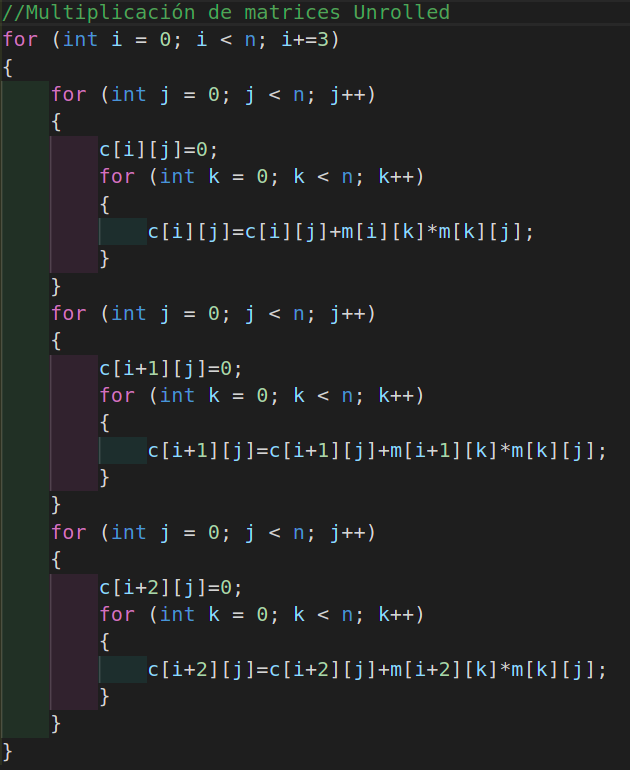 //Multiplicación de matrices Unrolled
for (int i = 0; i < n; i+=3)
{
    for (int j = 0; j < n; j++)
    {
        c[i][j]=0;
        for (int k = 0; k < n; k++)
        {
            c[i][j]=c[i][j]+m[i][k]*m[k][j];
        }
    }
    for (int j = 0; j < n; j++)
    {
        c[i+1][j]=0;
        for (int k = 0; k < n; k++)
        {
            c[i+1][j]=c[i+1][j]+m[i+1][k]*m[k][j];
        }
    }
    for (int j = 0; j < n; j++)
    {
        c[i+2][j]=0;
        for (int k = 0; k < n; k++)
        {
            c[i+2][j]=c[i+2][j]+m[i+2][k]*m[k][j];
        }
    }
}